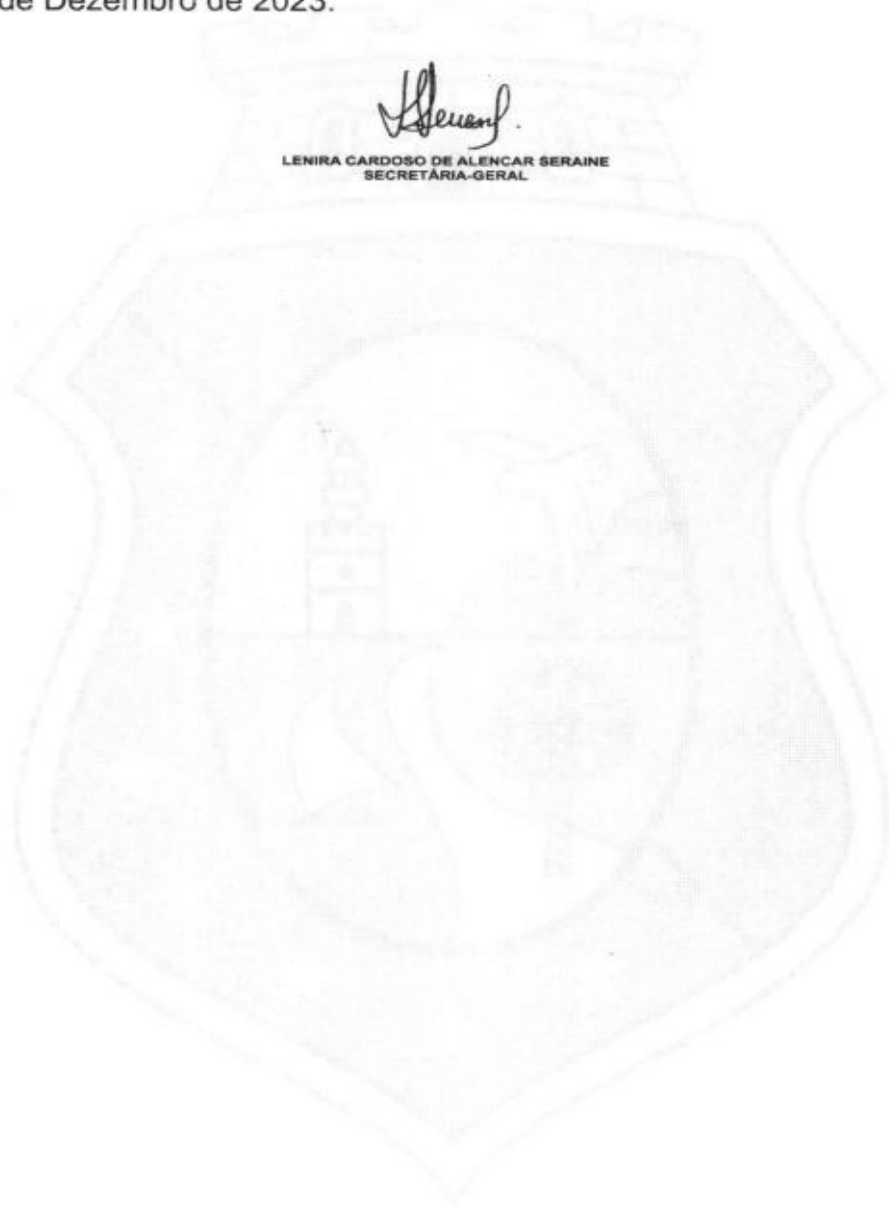 de Dezembro de 2023.
LENIRA CARDOSO DE ALENCAR SERAINE
SECRETÁRIA-GERAL